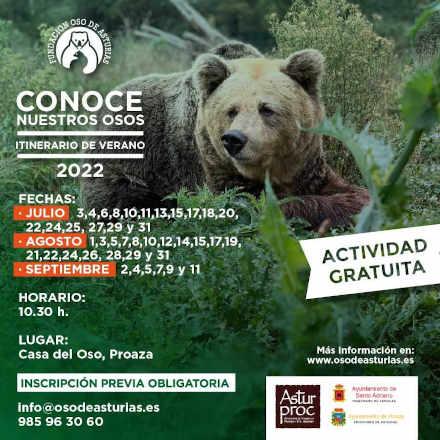 FUNDACIÓN OSO DE ASTURIAS
CONOCE
NUESTROS OSOS
ITINERARIO DE VERANO
2022
FECHAS:
· JULIO 3,4,6,8,10,11,13,15,17,18,20,
22,24,25, 27,29 y 31
· AGOSTO 1,3,5,7,8,10,12,14,15,17,19,
21,22,24,26, 28,29 y 31
· SEPTIEMBRE 2,4,5,7,9 y 11
ACTIVIDAD
GRATUITA
HORARIO:
10.30 h.
LUGAR:
Casa del Oso, Proaza
Más información en:
www.osodeasturias.es
INSCRIPCIÓN PREVIA OBLIGATORIA
info@osodeasturias.es
985 96 30 60
Astur
proc
Ayuntamiento de
Santo Adriano
Ayuntamiento de Proaza